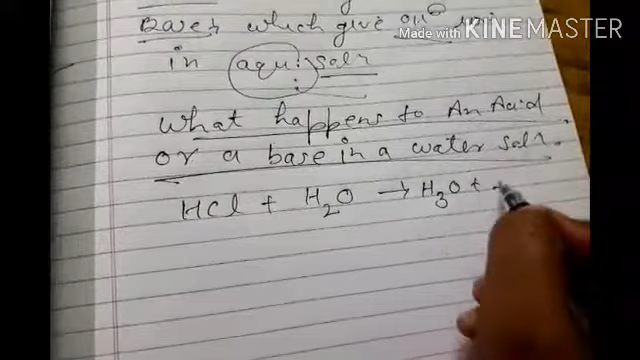 Bases which give OH⊖
Made with KINEMASTER
in aqu: soln
What happens to An Acid
or a base in a water soln.
HCl + H2O → H3O +